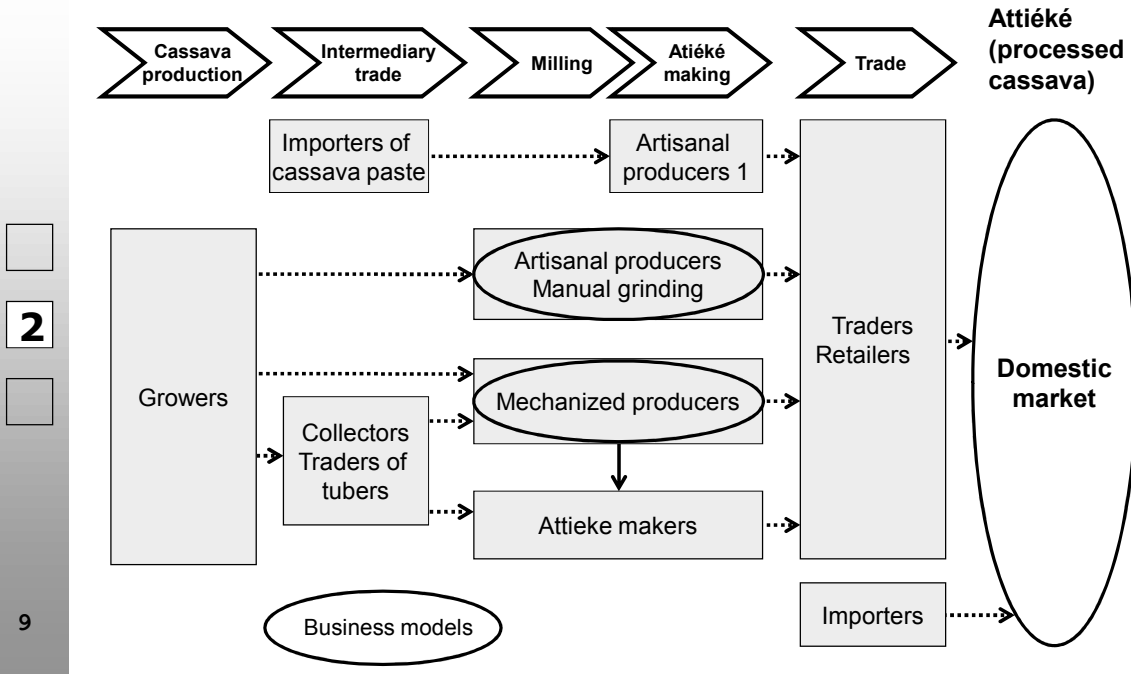 Cassava
production
Intermediary
trade
Milling
Atiéké
making
Trade
Attiéké
(processed
cassava)
Importers of
cassava paste
Artisanal
producers 1
Growers
Artisanal producers
Manual grinding
Mechanized producers
Collectors
Traders of
tubers
Attieke makers
Traders
Retailers
Domestic
market
Importers
Business models
2
9